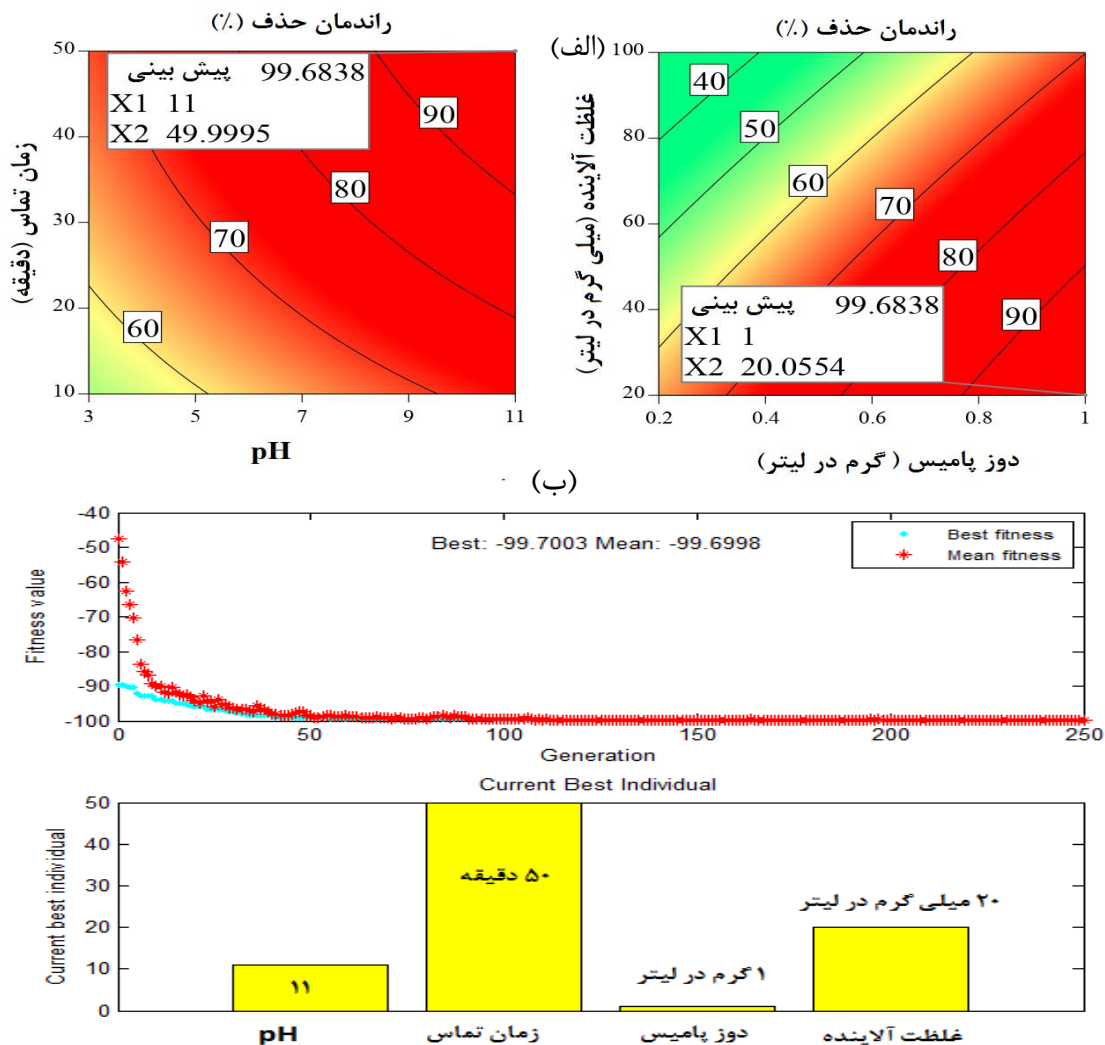 راندمان حذف (٪)
50
40
30
20
10
زمان تماس (دقیقه)
پیش بینی 99.6838
X1 11
X2 49.9995
90
80
70
60
3 5 7 9 11
pH
(الف)
راندمان حذف (٪)
100
80
60
40
20
غلظت آلاینده (میلی گرم در لیتر)
40
50
60
70
80
90
پیش بینی 99.6838
X1 1
X2 20.0554
0.2 0.4 0.6 0.8 1
دوز پامیس ( گرم در لیتر)
(ب)
-40
-50
-60
-70
-80
-90
-100
Fitness value
Best: -99.7003 Mean: -99.6998
Best fitness
Mean fitness
0 50 100 150 200 250
Generation
Current Best Individual
50
40
30
20
10
0
Current best individual
۱۱
۵۰ دقیقه
۱ گرم در لیتر
۲۰ میلی گرم در لیتر
pH
زمان تماس
دوز پامیس
غلظت آلاینده